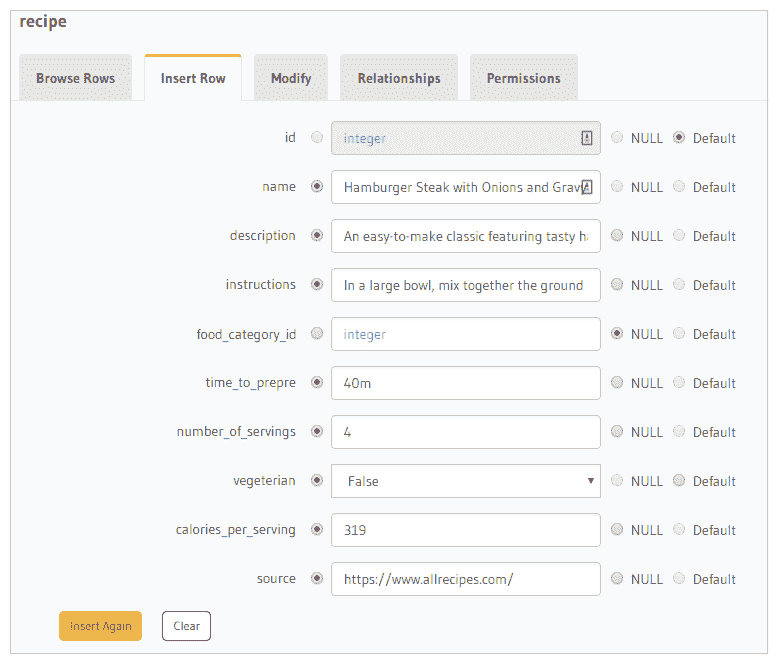 recipe
Browse Rows Insert Row Modify Relationships Permissions
id integer NULL Default
name Hamburger Steak with Onions and Gravy NULL Default
description An easy-to-make classic featuring tasty h NULL Default
instructions In a large bowl, mix together the ground NULL Default
food_category_id integer NULL Default
time_to_prepre 40m NULL Default
number_of_servings 4 NULL Default
vegeterian False NULL Default
calories_per_serving 319 NULL Default
source https://www.allrecipes.com/ NULL Default
Insert Again Clear